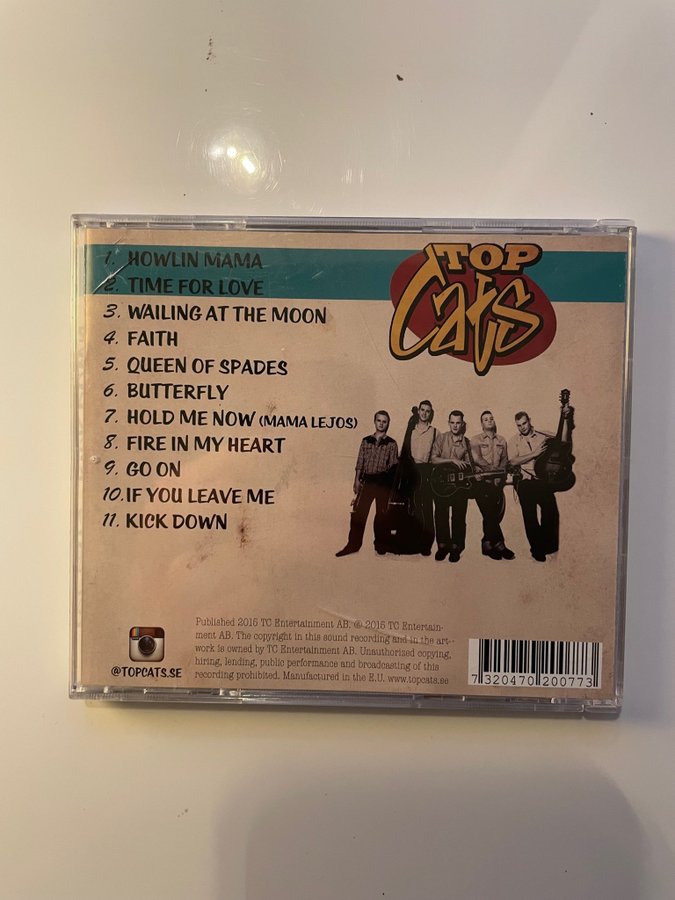 1. HOWLIN MAMA
2. TIME FOR LOVE
3. WAILING AT THE MOON
4. FAITH
5. QUEEN OF SPADES
6. BUTTERFLY
7. HOLD ME NOW (MAMA LEJOS)
8. FIRE IN MY HEART
9. GO ON
10. IF YOU LEAVE ME
11. KICK DOWN
TOP
Cats
@TOPCATS.SE
Published 2015 TC Entertainment AB. ℗ 2015 TC Entertain-
ment AB. The copyright in this sound recording and in the art-
work is owned by TC Entertainment AB. Unauthorized copying,
hiring, lending, public performance and broadcasting of this
recording prohibited. Manufactured in the E.U. www.topcats.se
7 320470 200773